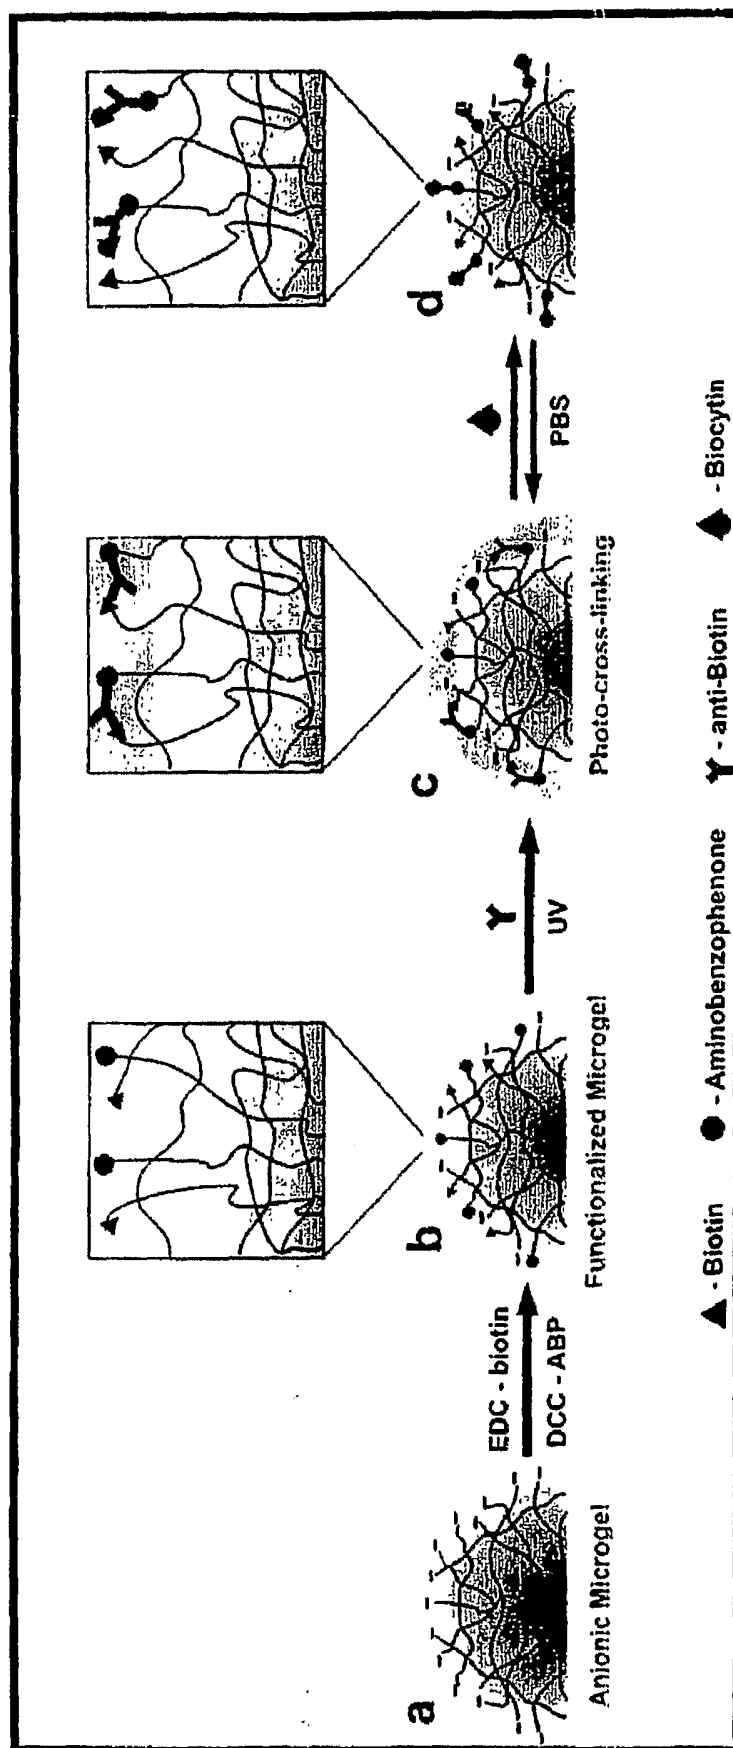 a
Anionic Microgel
EDC - biotin
DCC - ABP
b
Functionalized Microgel
UV
c
Photo-cross-linking
PBS
d
- Biotin
- Aminobenzophenone
- anti-Biotin
- Biocytin